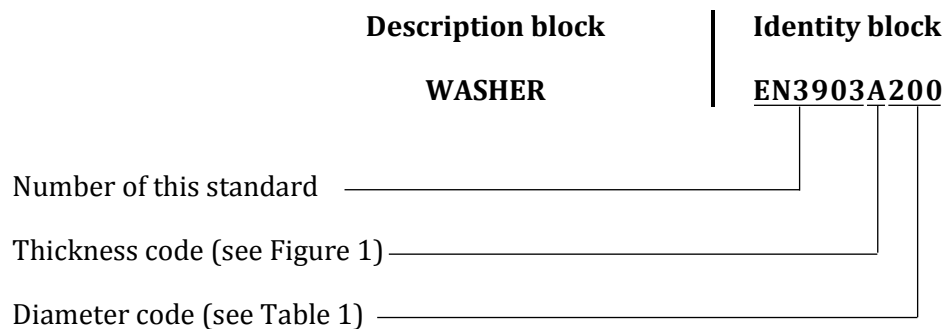 Description block Identity block
WASHER EN3903A200
Number of this standard
Thickness code (see Figure 1)
Diameter code (see Table 1)